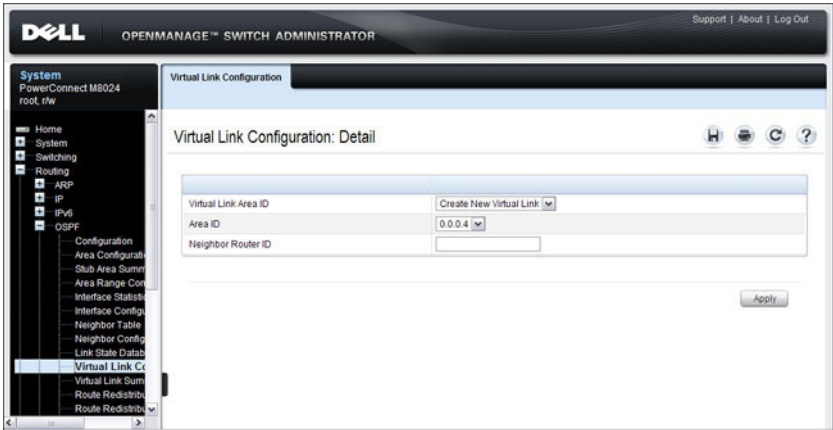 Support | About | Log Out
DELL
OPENMANAGE™ SWITCH ADMINISTRATOR
System
PowerConnect M8024
root, r/w
Home
System
Switching
Routing
ARP
IP
IPv6
OSPF
Configuration
Area Configurati
Stub Area Summ
Area Range Con
Interface Statisti
Interface Configu
Neighbor Table
Neighbor Config
Link State Datab
Virtual Link Co
Virtual Link Sum
Route Redistribu
Route Redistribu
Virtual Link Configuration
Virtual Link Configuration: Detail
Virtual Link Area ID
Create New Virtual Link
Area ID
0.0.0.4
Neighbor Router ID
Apply